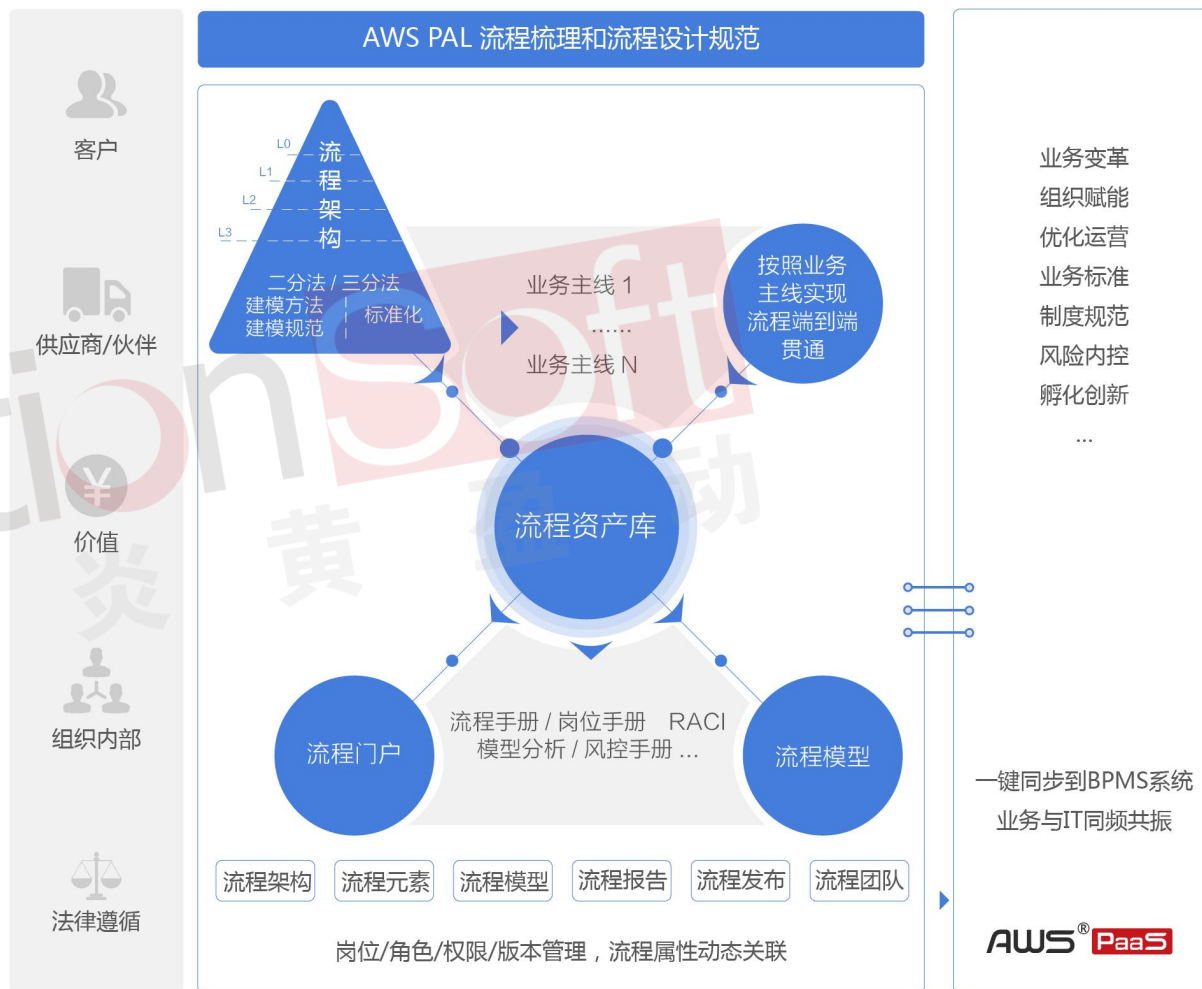 AWS PAL 流程梳理和流程设计规范
客户
供应商/伙伴
价值
¥
组织内部
法律遵循
L0
L1
L2
L3
流
程
架
构
二分法 / 三分法
建模方法
建模规范
标准化
业务主线 1
......
业务主线 N
按照业务
主线实现
流程端到端
贯通
流程资产库
流程门户
流程手册 / 岗位手册 RACI
模型分析 / 风控手册 ...
流程模型
流程架构
流程元素
流程模型
流程报告
流程发布
流程团队
岗位/角色/权限/版本管理，流程属性动态关联
业务变革
组织赋能
优化运营
业务标准
制度规范
风险内控
孵化创新
...
一键同步到BPMS系统
业务与IT同频共振
AWS® PaaS
tionSoft
炎黄盈动